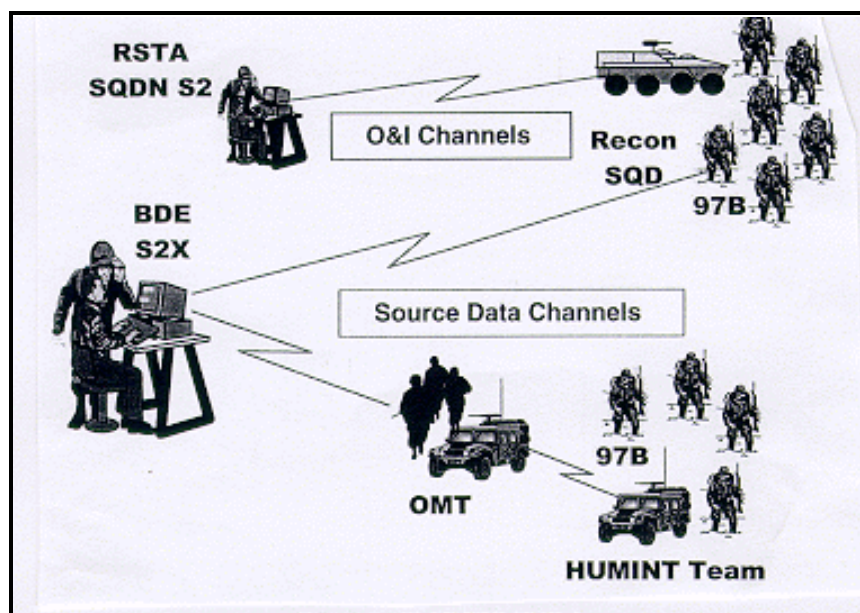 RSTA
SQDN S2
O&I Channels
Recon
SQD
97B
BDE
S2X
Source Data Channels
97B
OMT
HUMINT Team